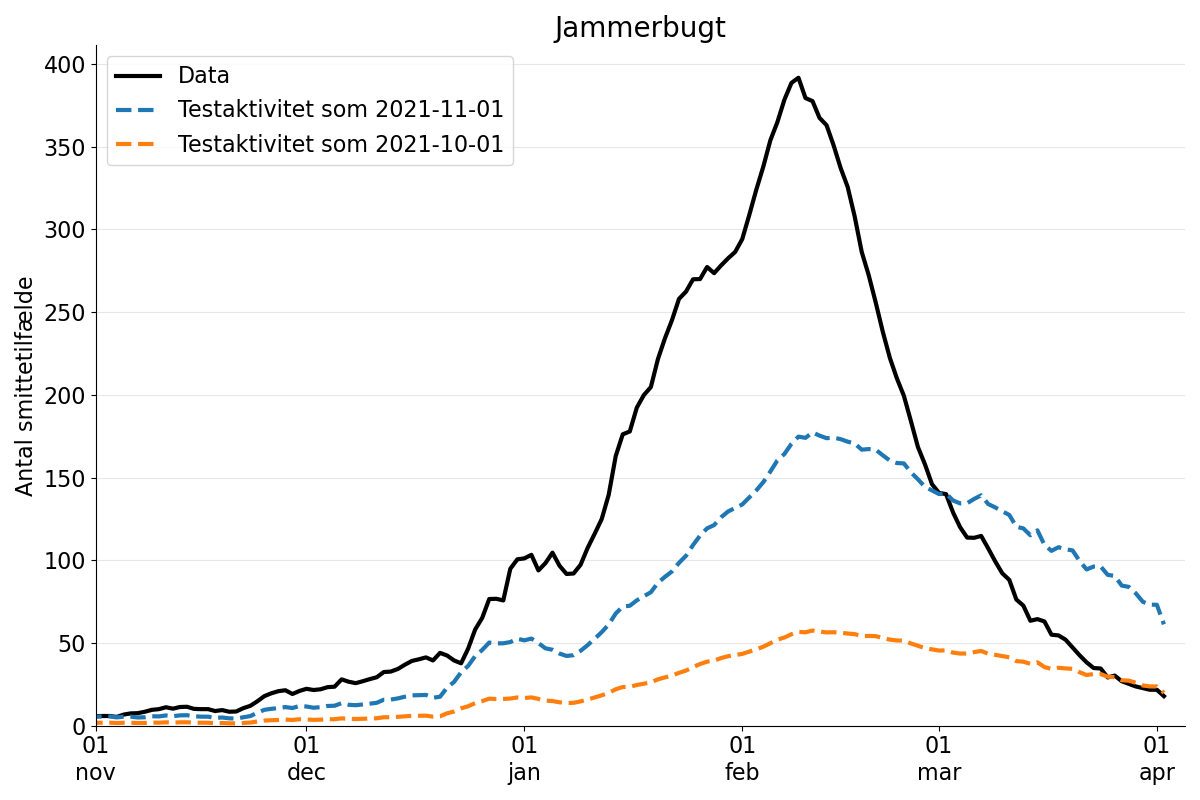 Jammerbugt
Data
Testaktivitet som 2021-11-01
Testaktivitet som 2021-10-01
Antal smittetilfælde
400
350
300
250
200
150
100
50
0
01 01 01 01 01 01
nov dec jan feb mar apr